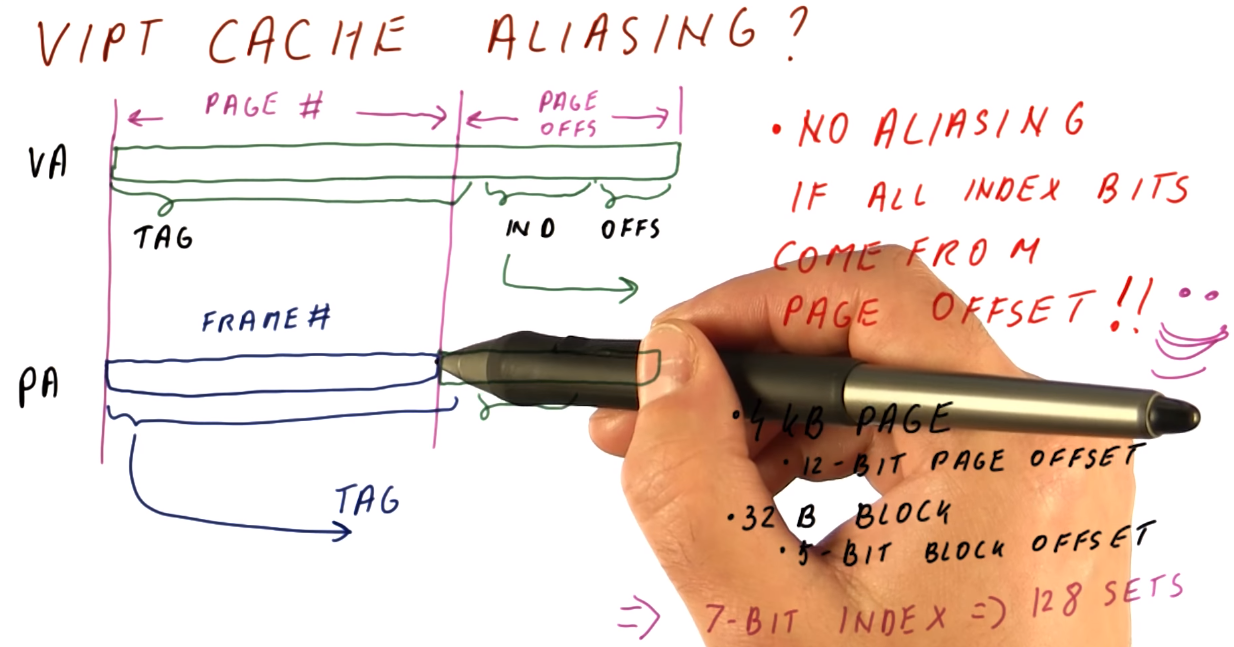 VIPT CACHE ALIASING?
PAGE #
PAGE
OFFS
VA
TAG
IND
OFFS
FRAME#
PA
TAG
• NO ALIASING
IF ALL INDEX BITS
COME FROM
PAGE OFFSET!!
• 4 kB PAGE
• 12-BIT PAGE OFFSET
• 32 B BLOCK
• 5-BIT BLOCK OFFSET
⇒ 7-BIT INDEX ⇒ 128 SETS